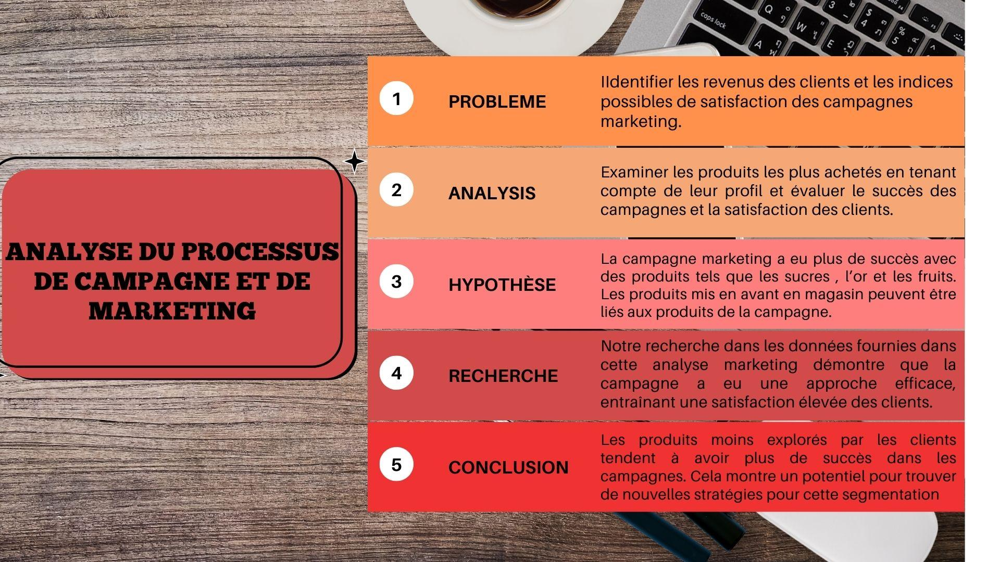 ANALYSE DU PROCESSUS
DE CAMPAGNE ET DE
MARKETING
1
PROBLEME
IIdentifier les revenus des clients et les indices
possibles de satisfaction des campagnes
marketing.
2
ANALYSIS
Examiner les produits les plus achetés en tenant
compte de leur profil et évaluer le succès des
campagnes et la satisfaction des clients.
3
HYPOTHÈSE
La campagne marketing a eu plus de succès avec
des produits tels que les sucres , l’or et les fruits.
Les produits mis en avant en magasin peuvent être
liés aux produits de la campagne.
4
RECHERCHE
Notre recherche dans les données fournies dans
cette analyse marketing démontre que la
campagne a eu une approche efficace,
entraînant une satisfaction élevée des clients.
5
CONCLUSION
Les produits moins explorés par les clients
tendent à avoir plus de succès dans les
campagnes. Cela montre un potentiel pour trouver
de nouvelles stratégies pour cette segmentation
caps lock
Q
W
A
E
3
$
4
%
5